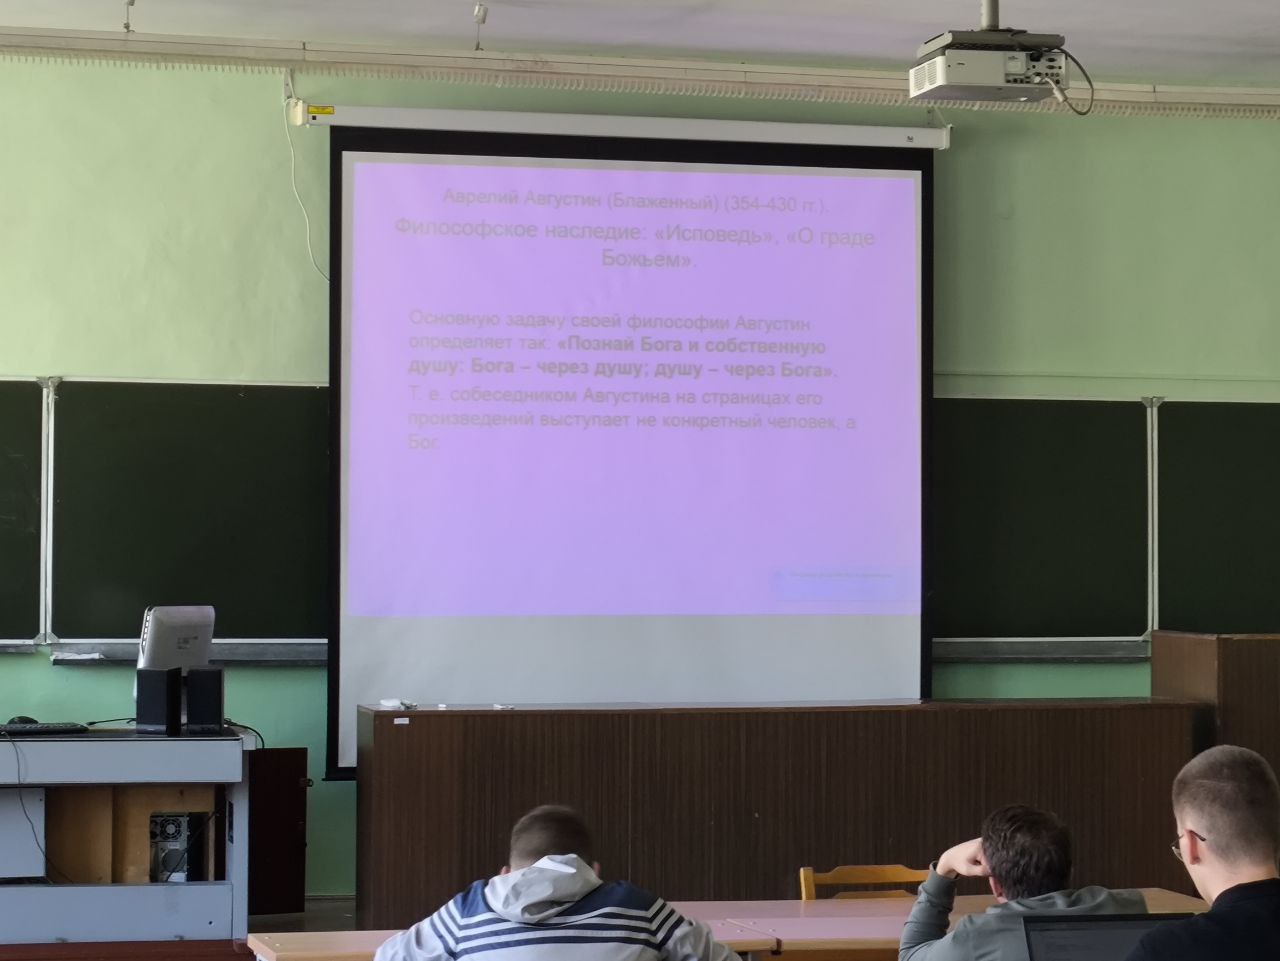 Аврелий Августин (Блаженный) (354-430 гг.).
Философское наследие: «Исповедь», «О граде
Божьем».
Основную задачу своей философии Августин
определяет так: «Познай Бога и собственную
душу: Бога – через душу; душу – через Бога».
Т. е. собеседником Августина на страницах его
произведений выступает не конкретный человек, а
Бог.